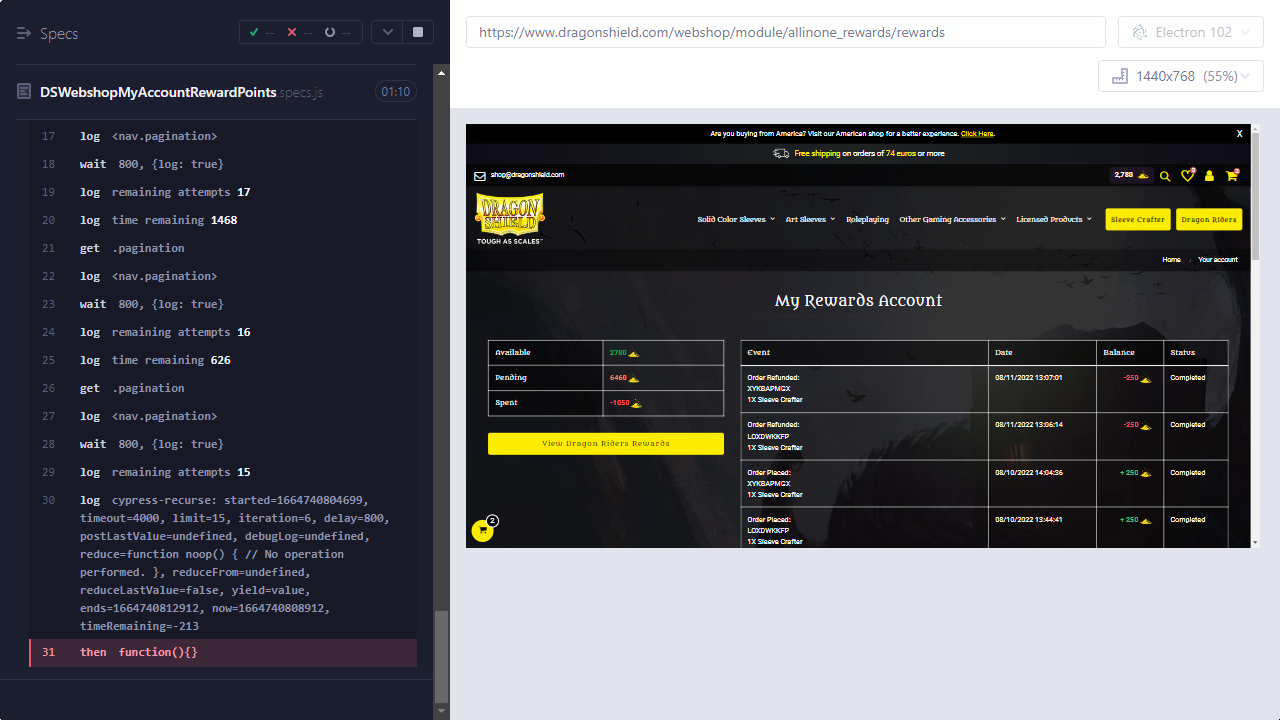 Specs
--
--
--
https://www.dragonshield.com/webshop/module/allinone_rewards/rewards
Electron 102
1440x768 (55%)
DSWebshopMyAccountRewardPoints specs.js
01:10
17 log <nav.pagination>
18 wait 800, {log: true}
19 log remaining attempts 17
20 log time remaining 1468
21 get .pagination
22 log <nav.pagination>
23 wait 800, {log: true}
24 log remaining attempts 16
25 log time remaining 626
26 get .pagination
27 log <nav.pagination>
28 wait 800, {log: true}
29 log remaining attempts 15
30 log cypress-recurse: started=1664740804699,
timeout=4000, limit=15, iteration=6, delay=800,
postLastValue=undefined, debugLog=undefined,
reduce=function noop() { // No operation
performed. }, reduceFrom=undefined,
reduceLastValue=false, yield=value,
ends=1664740812912, now=1664740808912,
timeRemaining=-213
31 then function(){}
Are you buying from America? Visit our American shop for a better experience. Click Here.
X
Free shipping on orders of 74 euros or more
shop@dragonshield.com
2,780
0
2
DRAGON
SHIELD
TOUGH AS SCALES™
Solid Color Sleeves
Art Sleeves
Roleplaying
Other Gaming Accessories
Licensed Products
Sleeve Crafter
Dragon Riders
Home / Your account
My Rewards Account
Available 2780
Pending 6460
Spent -1050
View Dragon Riders Rewards
Event Date Balance Status
Order Refunded: 08/11/2022 13:07:01 -250 Completed
XYKBAPMGX
1X Sleeve Crafter
Order Refunded: 08/11/2022 13:06:14 -250 Completed
LOXDWKKFP
1X Sleeve Crafter
Order Placed: 08/10/2022 14:04:36 + 250 Completed
XYKBAPMGX
1X Sleeve Crafter
Order Placed: 08/10/2022 13:44:41 + 250 Completed
LOXDWKKFP
1X Sleeve Crafter
2